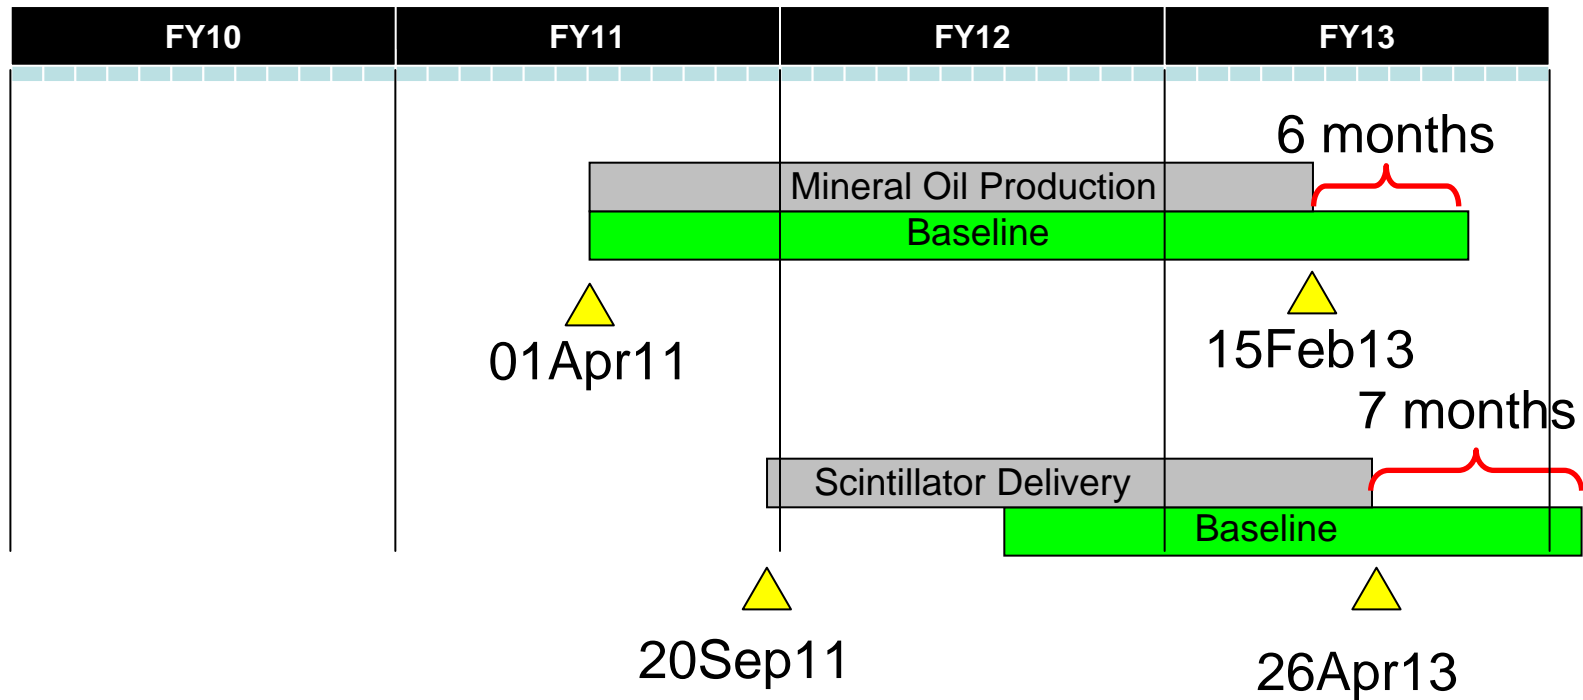 FY10 FY11 FY12 FY13
6 months
Mineral Oil Production
Baseline
01Apr11
15Feb13
7 months
Scintillator Delivery
Baseline
20Sep11
26Apr13